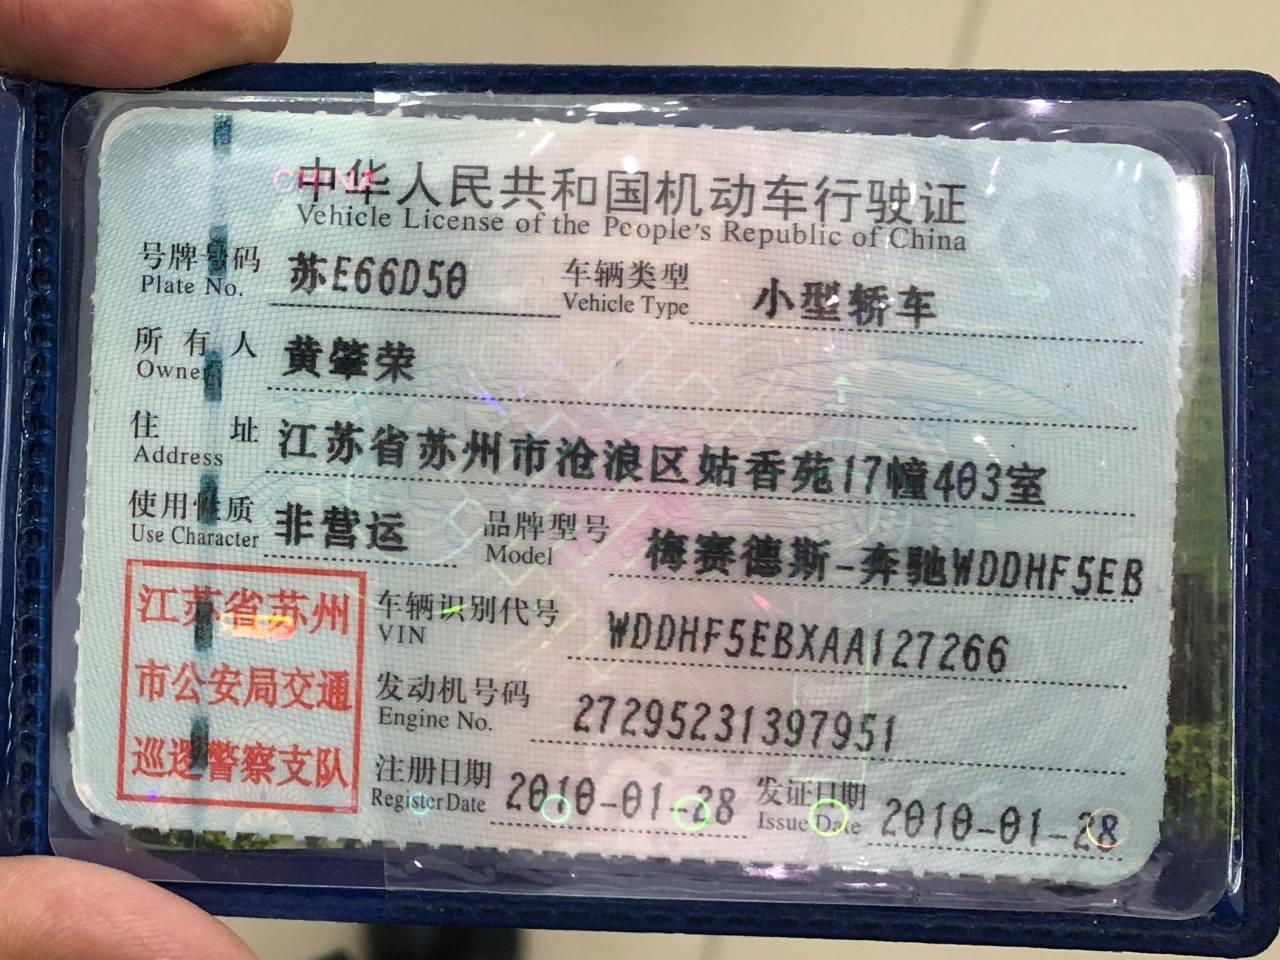 中华人民共和国机动车行驶证
CHINA
Vehicle License of the People's Republic of China
号牌号码 苏E66D50 车辆类型 小型轿车
Plate No. Vehicle Type
所有人 黄肇荣
Owner
住址 江苏省苏州市沧浪区姑香苑17幢403室
Address
使用性质 非营运 品牌型号 梅赛德斯-奔驰WDDHF5EB
Use Character Model
江苏省苏州
市公安局交通
巡逻警察支队
车辆识别代号 WDDHF5EBXAA127266
VIN
发动机号码 27295231397951
Engine No.
注册日期 2010-01-28 发证日期 2010-01-28
Register Date Issue Date